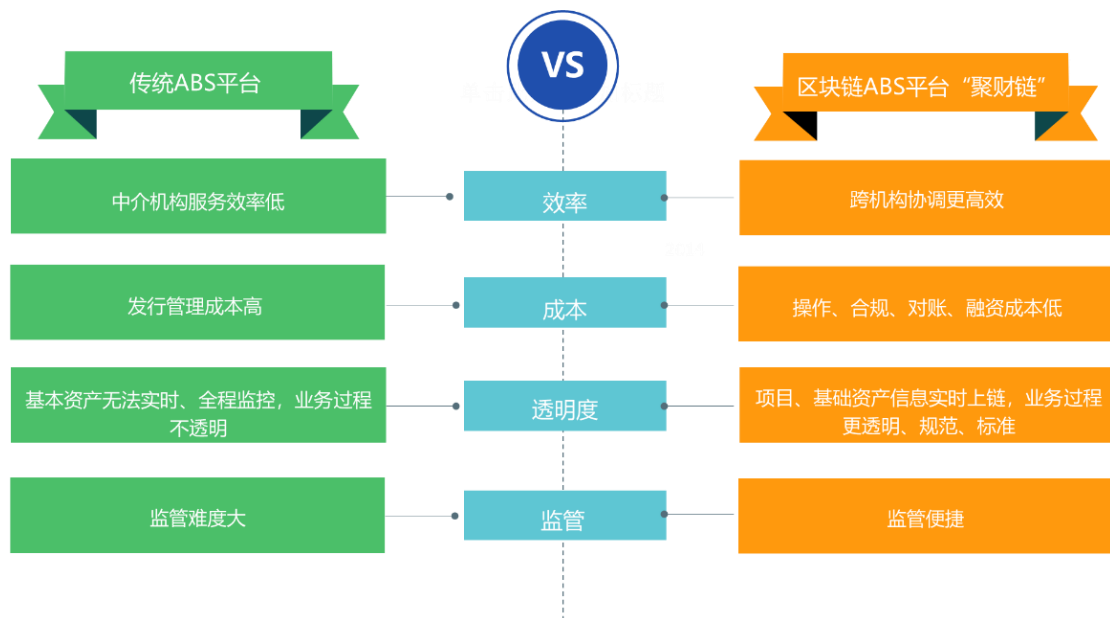 VS
传统ABS平台
区块链ABS平台“聚财链”
中介机构服务效率低
效率
跨机构协调更高效
发行管理成本高
成本
操作、合规、对账、融资成本低
基本资产无法实时、全程监控，业务过程
不透明
透明度
项目、基础资产信息实时上链，业务过程
更透明、规范、标准
监管难度大
监管
监管便捷